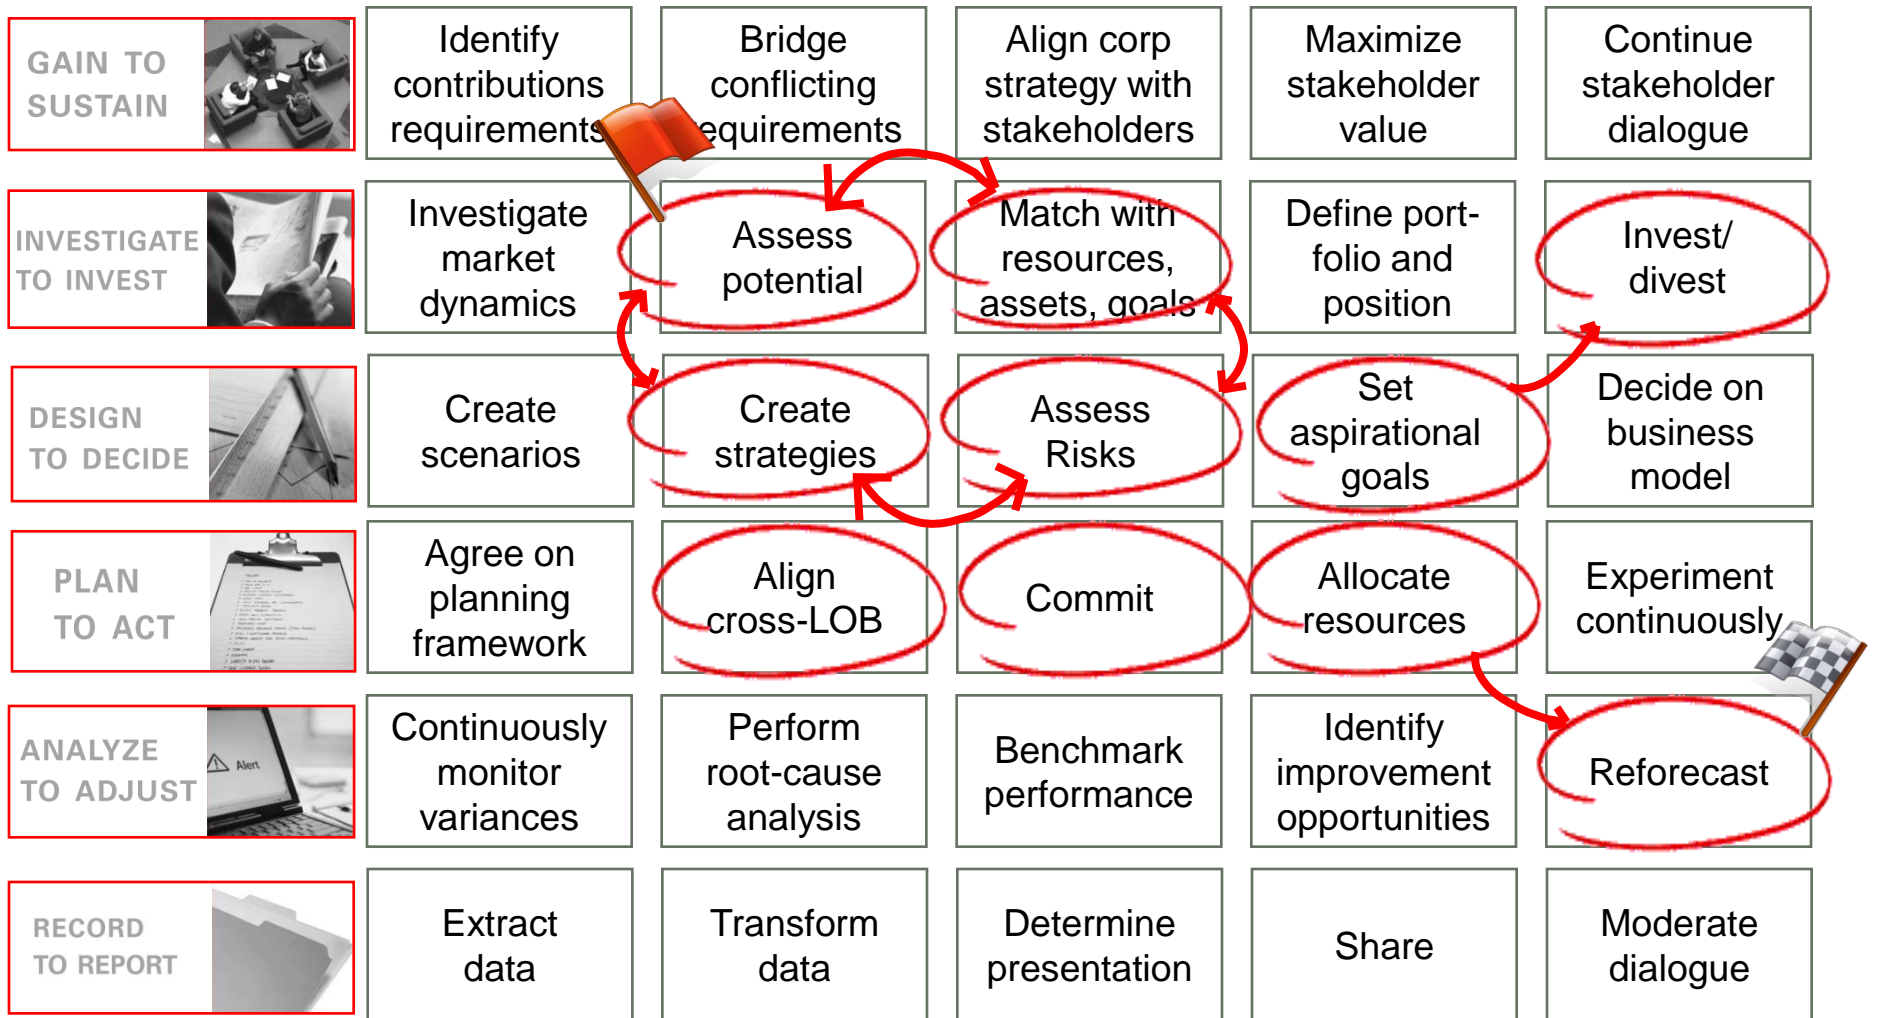 GAIN TO
SUSTAIN
Identify
contributions
requirements
Bridge
conflicting
requirements
Align corp
strategy with
stakeholders
Maximize
stakeholder
value
Continue
stakeholder
dialogue
INVESTIGATE
TO INVEST
Investigate
market
dynamics
Assess
potential
Match with
resources,
assets, goals
Define port-
folio and
position
Invest/
divest
DESIGN
TO DECIDE
Create
scenarios
Create
strategies
Assess
Risks
Set
aspirational
goals
Decide on
business
model
PLAN
TO ACT
Agree on
planning
framework
Align
cross-LOB
Commit
Allocate
resources
Experiment
continuously
ANALYZE
TO ADJUST
Alert
Continuously
monitor
variances
Perform
root-cause
analysis
Benchmark
performance
Identify
improvement
opportunities
Reforecast
RECORD
TO REPORT
Extract
data
Transform
data
Determine
presentation
Share
Moderate
dialogue